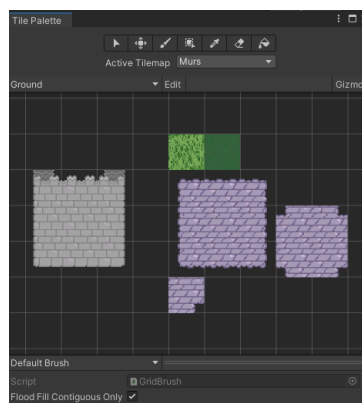 Tile Palette
Active Tilemap Murs
Ground Edit Gizmo
Default Brush
Script GridBrush
Flood Fill Contiguous Only